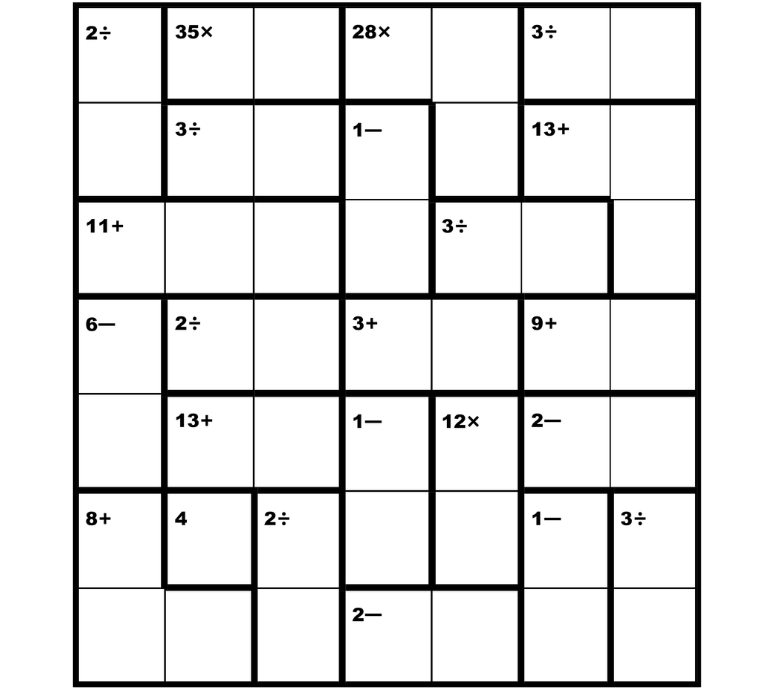 2÷ 35× 28× 3÷
3÷ 1— 13+
11+ 3÷
6— 2÷ 3+ 9+
13+ 1— 12× 2—
8+ 4 2÷ 1— 3÷
2—